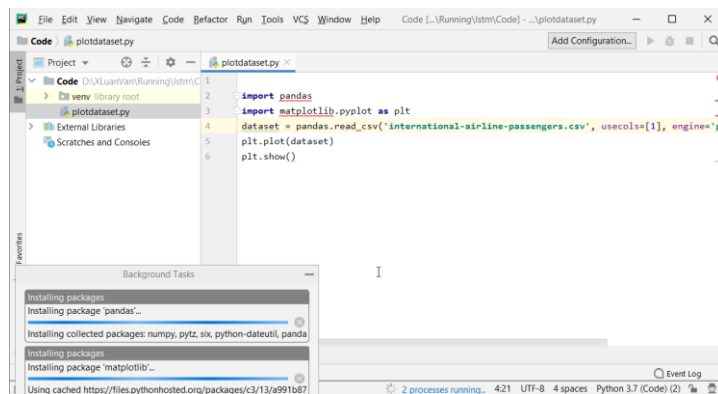 File Edit View Navigate Code Refactor Run Tools VCS Window Help Code [...\Running\lstm\Code] - ...\plotdataset.py
Code plotdataset.py Add Configuration...
1: Project
Project plotdataset.py
Code D:\XLuanVan\Running\lstm\C 1
venv library root 2 import pandas
plotdataset.py 3 import matplotlib.pyplot as plt
External Libraries 4 dataset = pandas.read_csv('international-airline-passengers.csv', usecols=[1], engine='p
Scratches and Consoles 5 plt.plot(dataset)
6 plt.show()
Favorites
Background Tasks
Installing packages
Installing package 'pandas'...
Installing collected packages: numpy, pytz, six, python-dateutil, panda
Installing packages
Installing package 'matplotlib'...
Event Log
Using cached https://files.pythonhosted.org/packages/c3/13/a991b87 2 processes running... 4:21 UTF-8 4 spaces Python 3.7 (Code) (2)